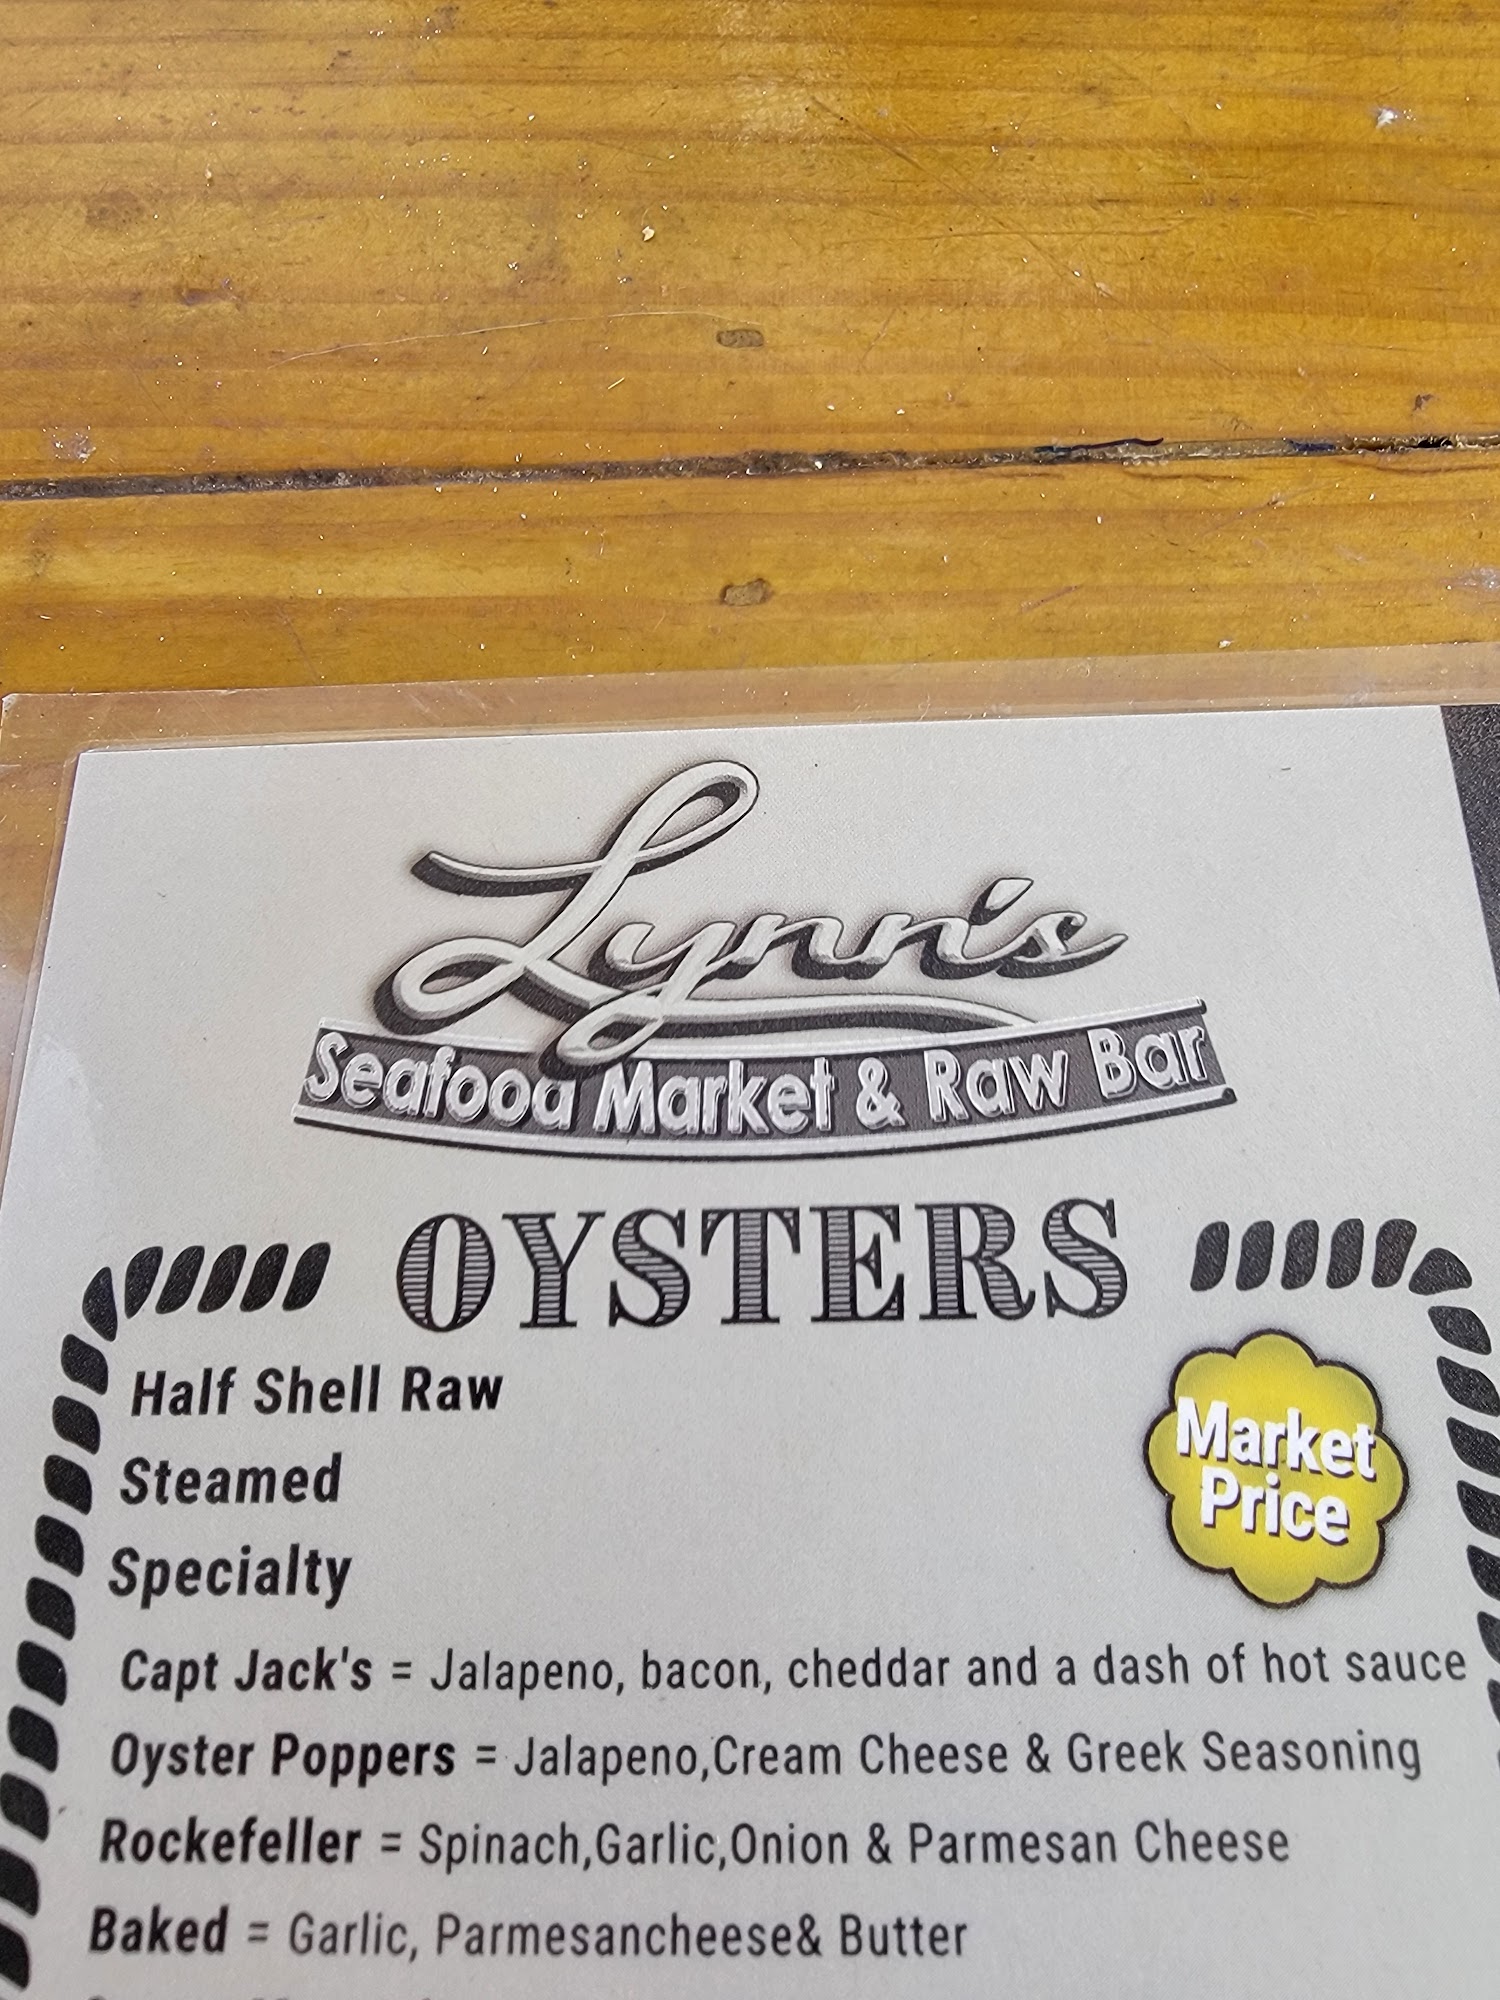 Lynn's
Seafood Market & Raw Bar
OYSTERS
Half Shell Raw
Steamed
Specialty
Market
Price
Capt Jack's = Jalapeno, bacon, cheddar and a dash of hot sauce
Oyster Poppers = Jalapeno,Cream Cheese & Greek Seasoning
Rockefeller = Spinach,Garlic,Onion & Parmesan Cheese
Baked = Garlic, Parmesancheese& Butter